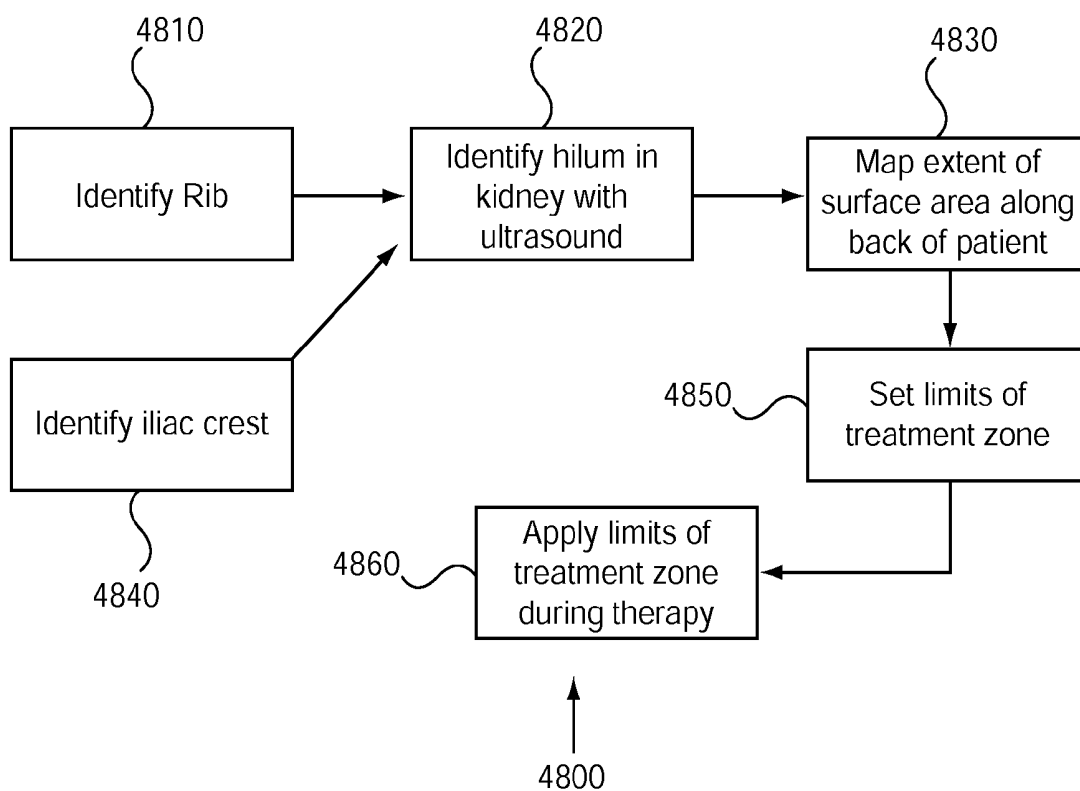 4810
4820
4830
Identify Rib
Identify hilum in
kidney with
ultrasound
Map extent of
surface area along
back of patient
Identify iliac crest
4840
4850
Set limits of
treatment zone
4860
Apply limits of
treatment zone
during therapy
4800